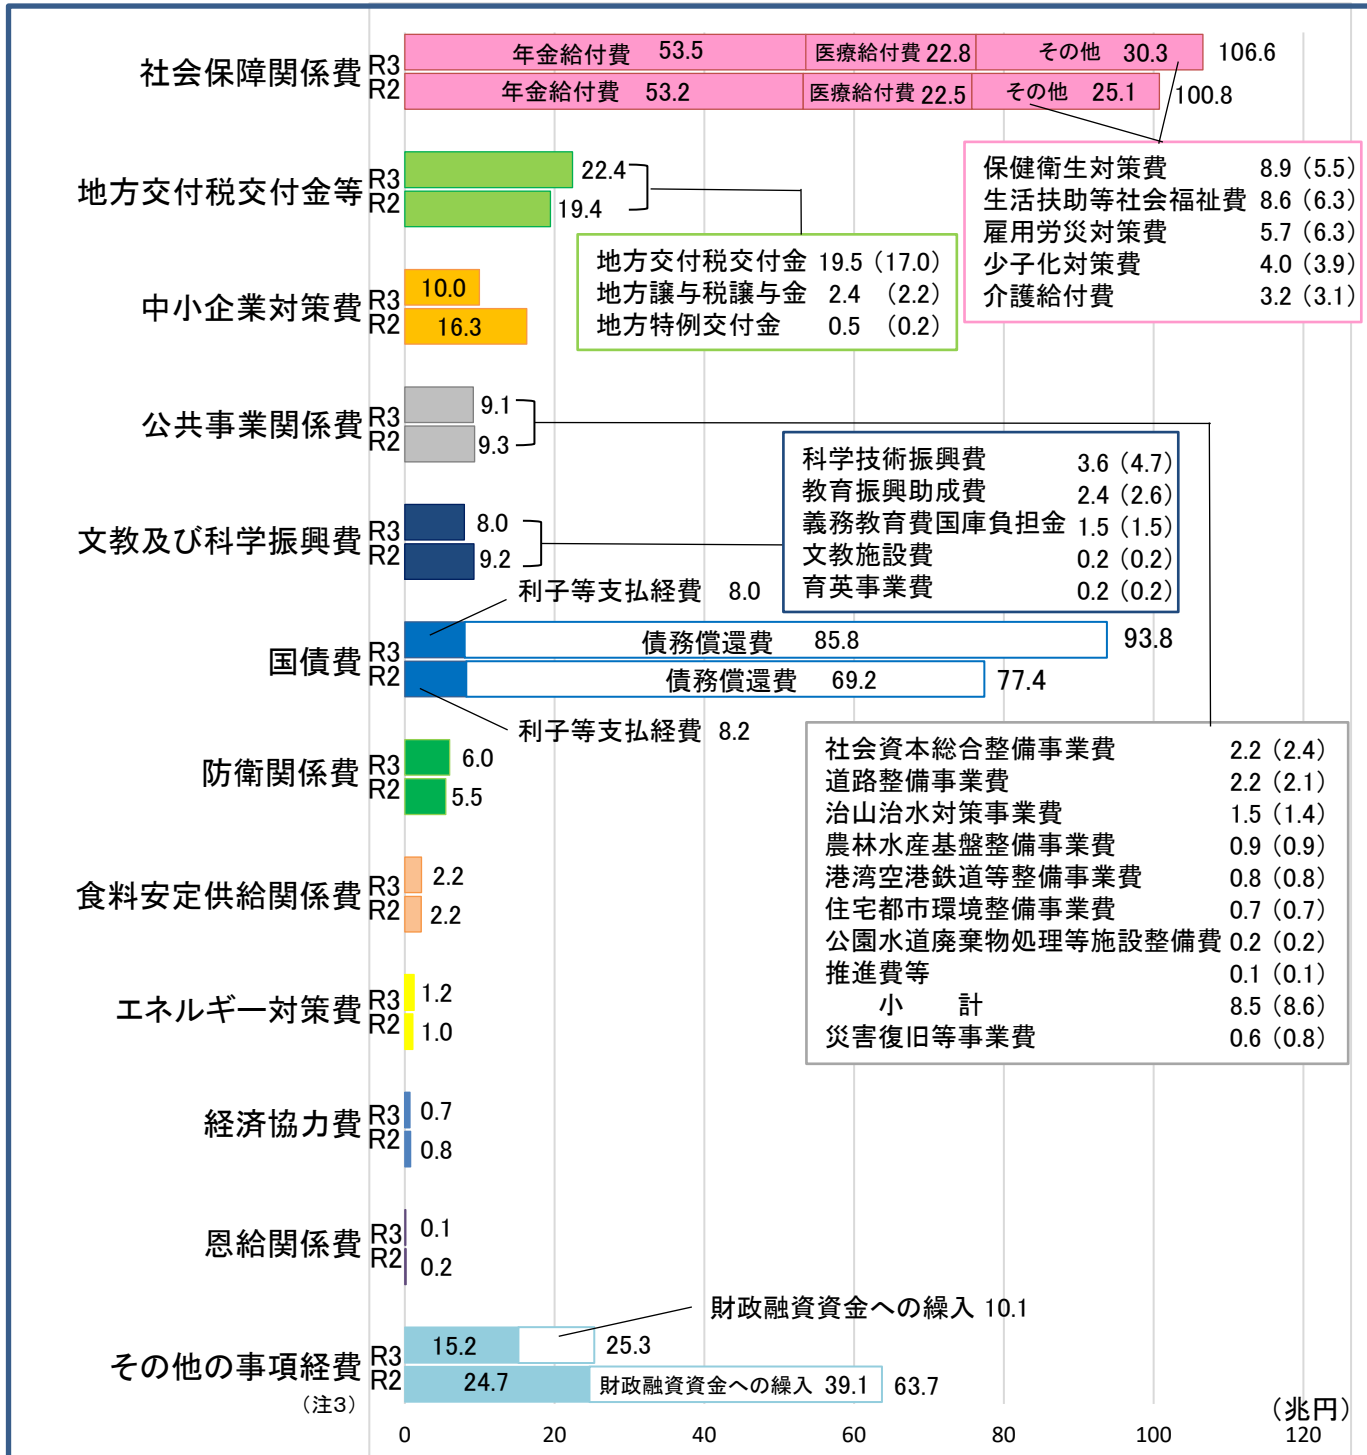 社会保障関係費
R3
年金給付費 53.5
医療給付費 22.8
その他 30.3
106.6
R2
年金給付費 53.2
医療給付費 22.5
その他 25.1
100.8
保健衛生対策費 8.9（5.5）
生活扶助等社会福祉費 8.6（6.3）
雇用労災対策費 5.7（6.3）
少子化対策費 4.0（3.9）
介護給付費 3.2（3.1）
地方交付税交付金等
R3
22.4
R2
19.4
地方交付税交付金 19.5（17.0）
地方譲与税譲与金 2.4（2.2）
地方特例交付金 0.5（0.2）
中小企業対策費
R3
10.0
R2
16.3
公共事業関係費
R3
9.1
R2
9.3
文教及び科学振興費
R3
8.0
R2
9.2
科学技術振興費 3.6（4.7）
教育振興助成費 2.4（2.6）
義務教育費国庫負担金 1.5（1.5）
文教施設費 0.2（0.2）
育英事業費 0.2（0.2）
利子等支払経費 8.0
国債費
R3
債務償還費 85.8
93.8
R2
債務償還費 69.2
77.4
利子等支払経費 8.2
社会資本総合整備事業費 2.2（2.4）
道路整備事業費 2.2（2.1）
治山治水対策事業費 1.5（1.4）
農林水産基盤整備事業費 0.9（0.9）
港湾空港鉄道等整備事業費 0.8（0.8）
住宅都市環境整備事業費 0.7（0.7）
公園水道廃棄物処理等施設整備費 0.2（0.2）
推進費等 0.1（0.1）
小 計 8.5（8.6）
災害復旧等事業費 0.6（0.8）
防衛関係費
R3
6.0
R2
5.5
食料安定供給関係費
R3
2.2
R2
2.2
エネルギー対策費
R3
1.2
R2
1.0
経済協力費
R3
0.7
R2
0.8
恩給関係費
R3
0.1
R2
0.2
財政融資資金への繰入 10.1
その他の事項経費
（注3）
R3
15.2
25.3
R2
24.7
財政融資資金への繰入 39.1
63.7
（兆円）
0 20 40 60 80 100 120